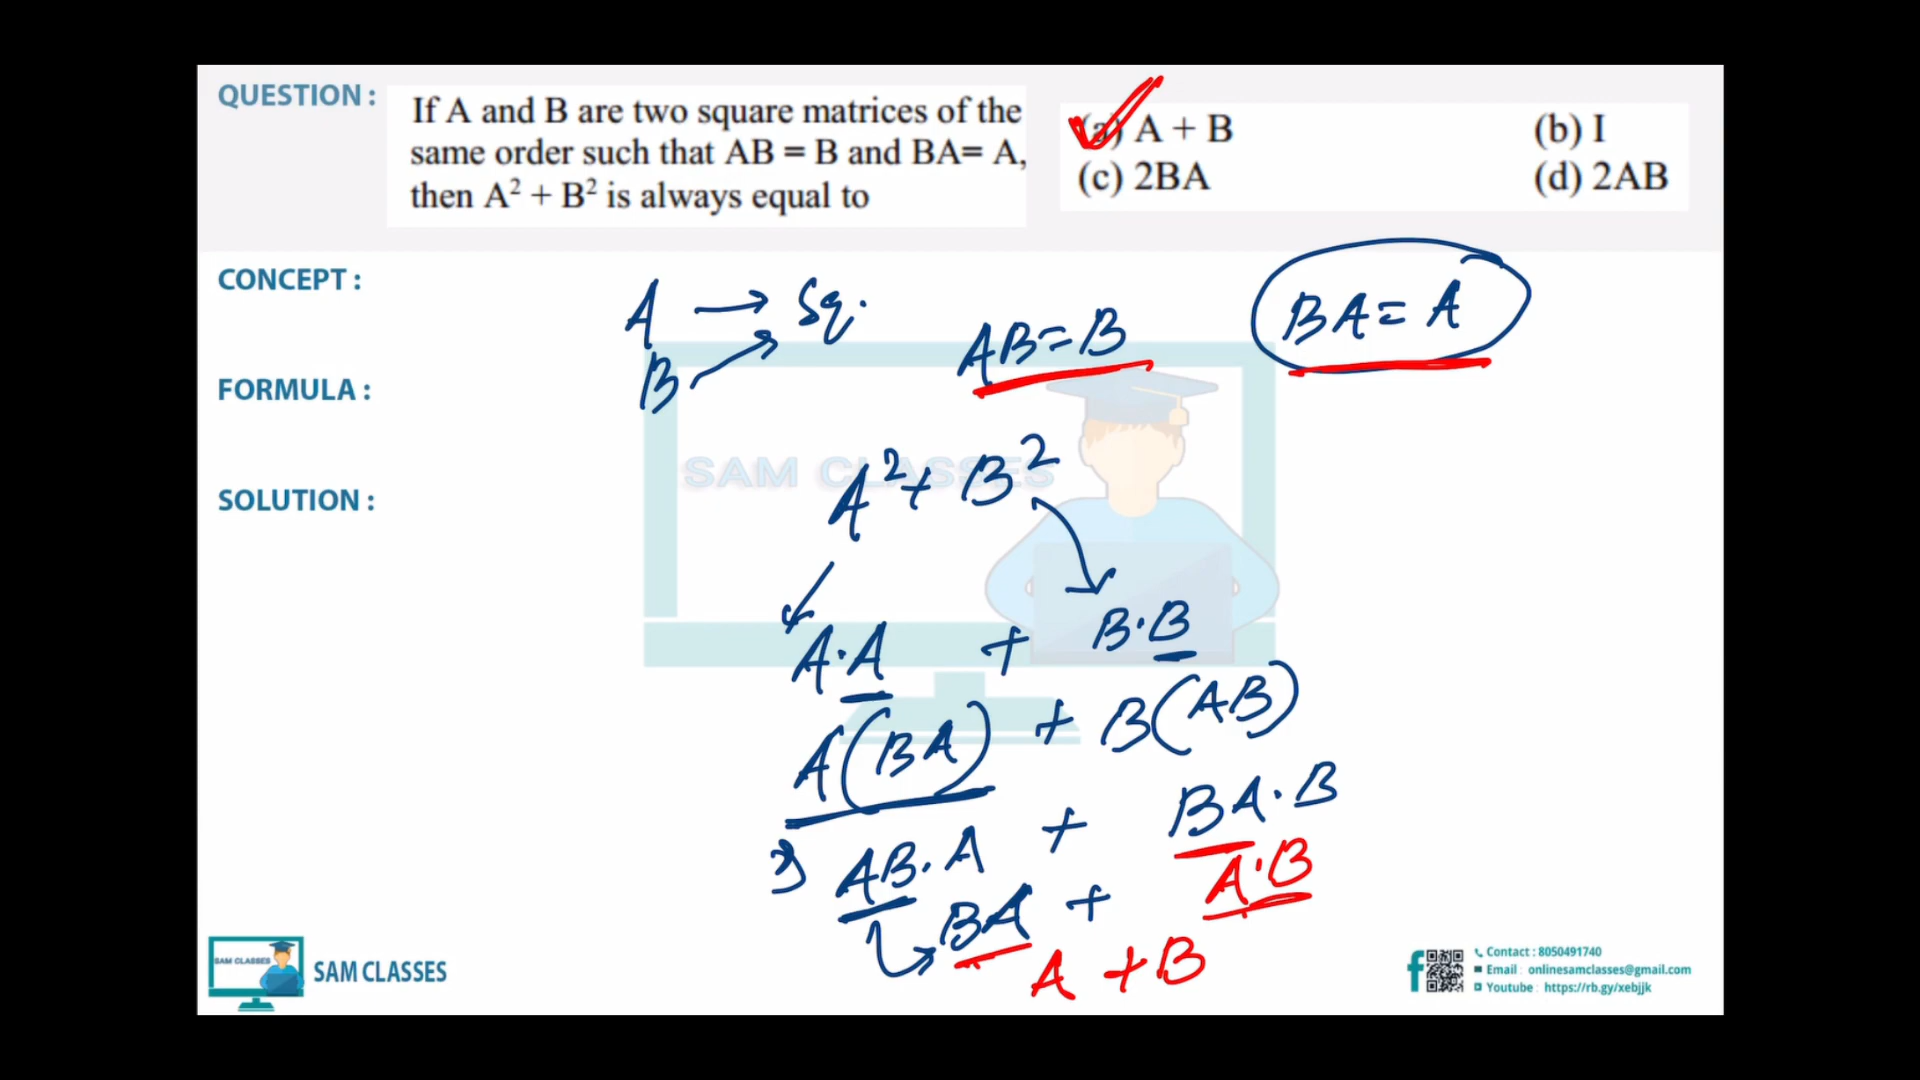 QUESTION :
If A and B are two square matrices of the
same order such that AB = B and BA= A,
then A² + B² is always equal to
(a) A + B
(b) I
(c) 2BA
(d) 2AB
CONCEPT :
A → Sq.
B
AB = B
BA = A
FORMULA :
SAM CLASSES
A² + B²
SOLUTION :
A·A + B·B
A(BA) + B(AB)
AB·A + BA·B
BA + A·B
A + B
SAM CLASSES
SAM CLASSES
Contact : 8050491740
Email : onlinesamclasses@gmail.com
Youtube : https://rb.gy/xebjjk